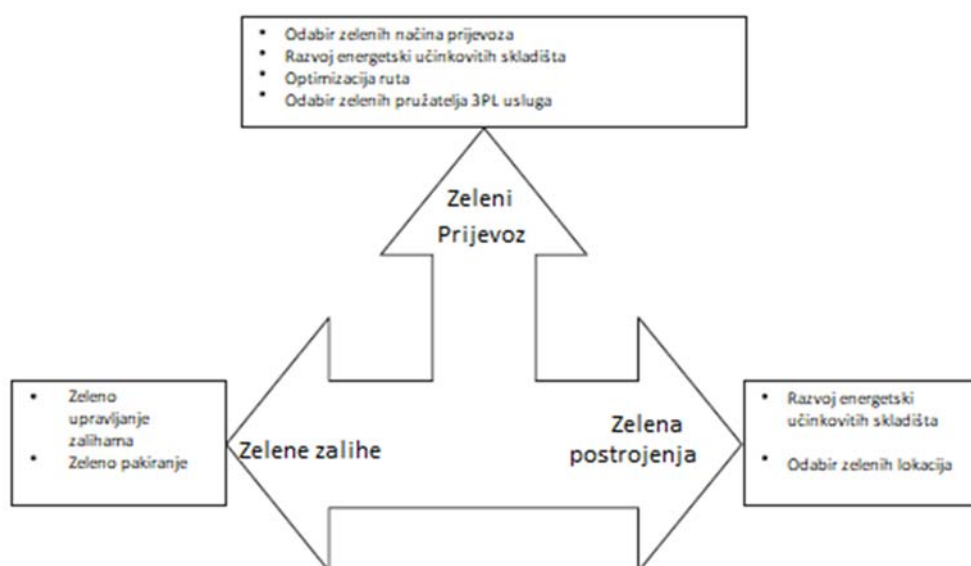 • Odabir zelenih načina prijevoza
• Razvoj energetski učinkovitih skladišta
• Optimizacija ruta
• Odabir zelenih pružatelja 3PL usluga
Zeleni
Prijevoz
• Zeleno
upravljanje
zalihama
• Zeleno pakiranje
Zelene zalihe
Zelena
postrojenja
• Razvoj energetski
učinkovitih skladišta
• Odabir zelenih lokacija